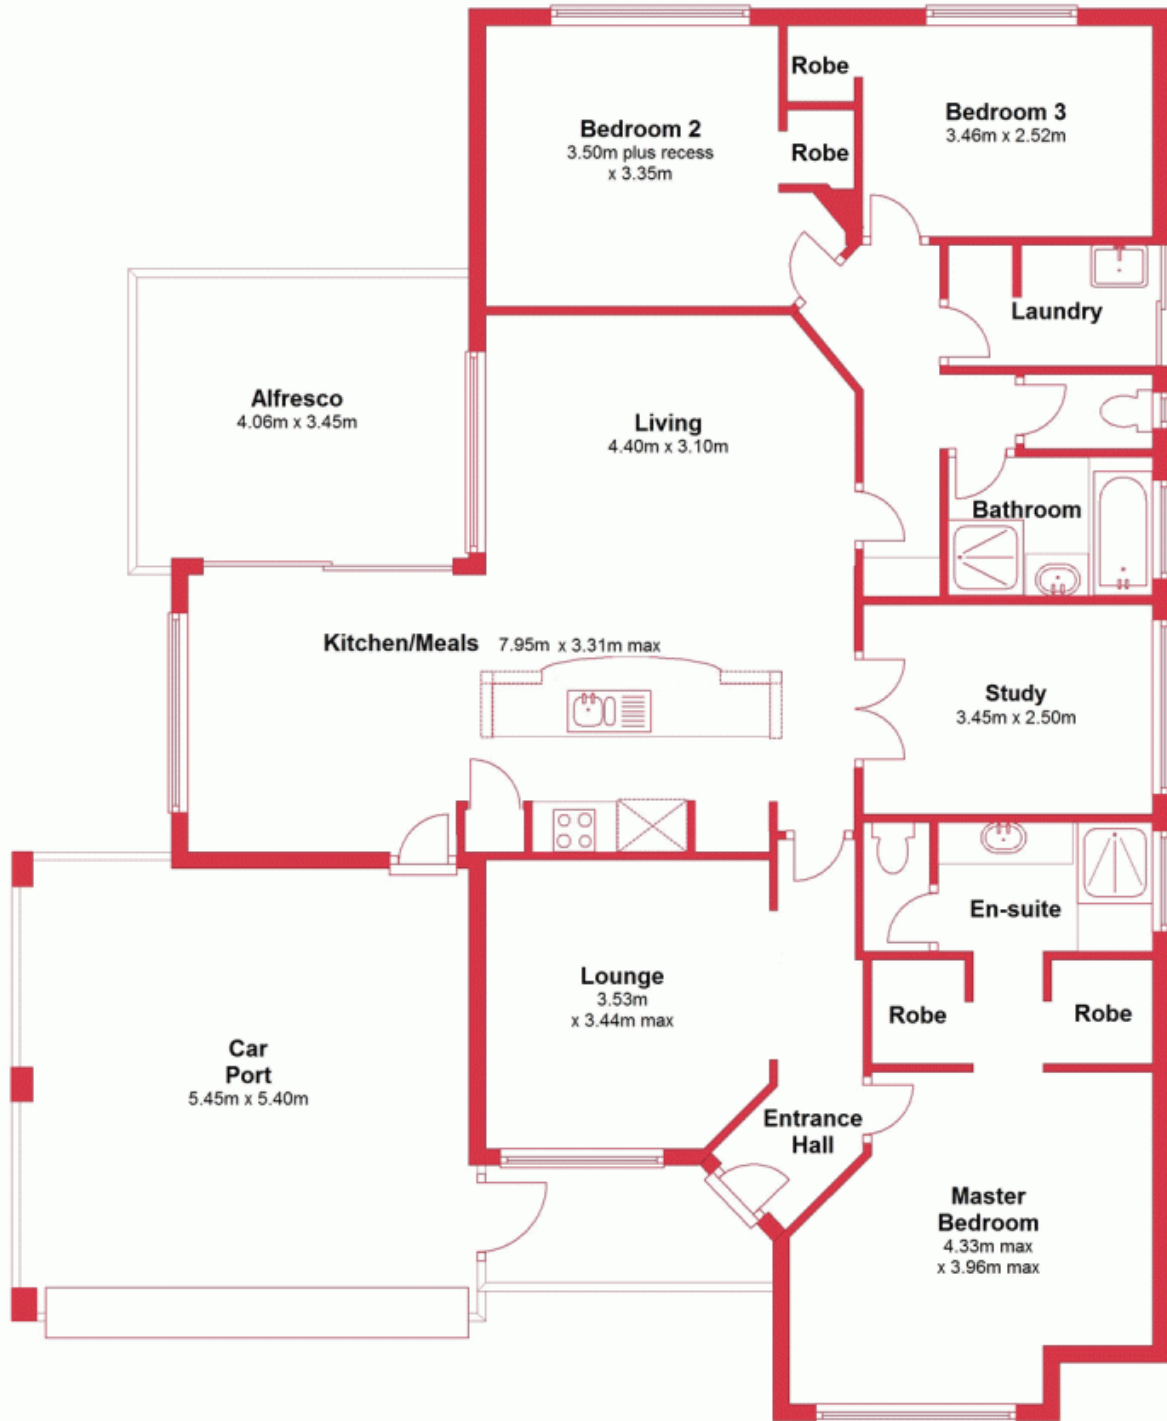 Robe
Bedroom 3
3.46m x 2.52m
Bedroom 2
3.50m plus recess
x 3.35m
Robe
Laundry
Alfresco
4.06m x 3.45m
Living
4.40m x 3.10m
Bathroom
Kitchen/Meals 7.95m x 3.31m max
Study
3.45m x 2.50m
En-suite
Lounge
3.53m
x 3.44m max
Robe
Robe
Car
Port
5.45m x 5.40m
Entrance
Hall
Master
Bedroom
4.33m max
x 3.96m max